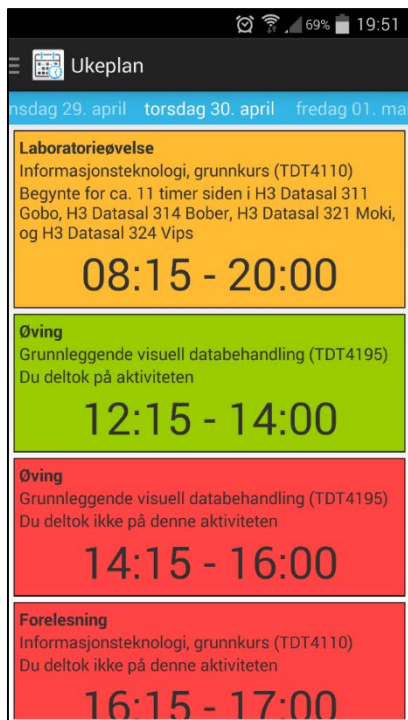 69% 19:51
Ukeplan
nsdag 29. april torsdag 30. april fredag 01. ma
Laboratorieøvelse
Informasjonsteknologi, grunnkurs (TDT4110)
Begynte for ca. 11 timer siden i H3 Datasal 311
Gobo, H3 Datasal 314 Bober, H3 Datasal 321 Moki,
og H3 Datasal 324 Vips
08:15 - 20:00
Øving
Grunnleggende visuell databehandling (TDT4195)
Du deltok på aktiviteten
12:15 - 14:00
Øving
Grunnleggende visuell databehandling (TDT4195)
Du deltok ikke på denne aktiviteten
14:15 - 16:00
Forelesning
Informasjonsteknologi, grunnkurs (TDT4110)
Du deltok ikke på denne aktiviteten
16:15 - 17:00